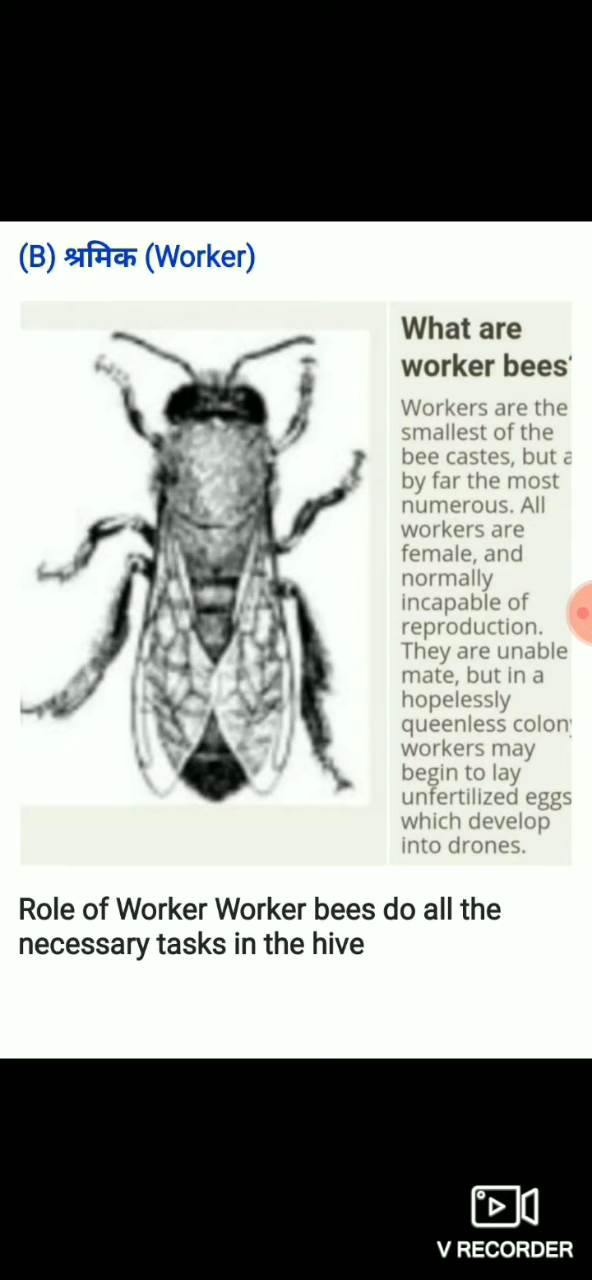 (B) श्रमिक (Worker)
What are
worker bees
Workers are the
smallest of the
bee castes, but
by far the most
numerous. All
workers are
female, and
normally
incapable of
reproduction.
They are unable
mate, but in a
hopelessly
queenless colon
workers may
begin to lay
unfertilized eggs
which develop
into drones.
Role of Worker Worker bees do all the
necessary tasks in the hive
V RECORDER